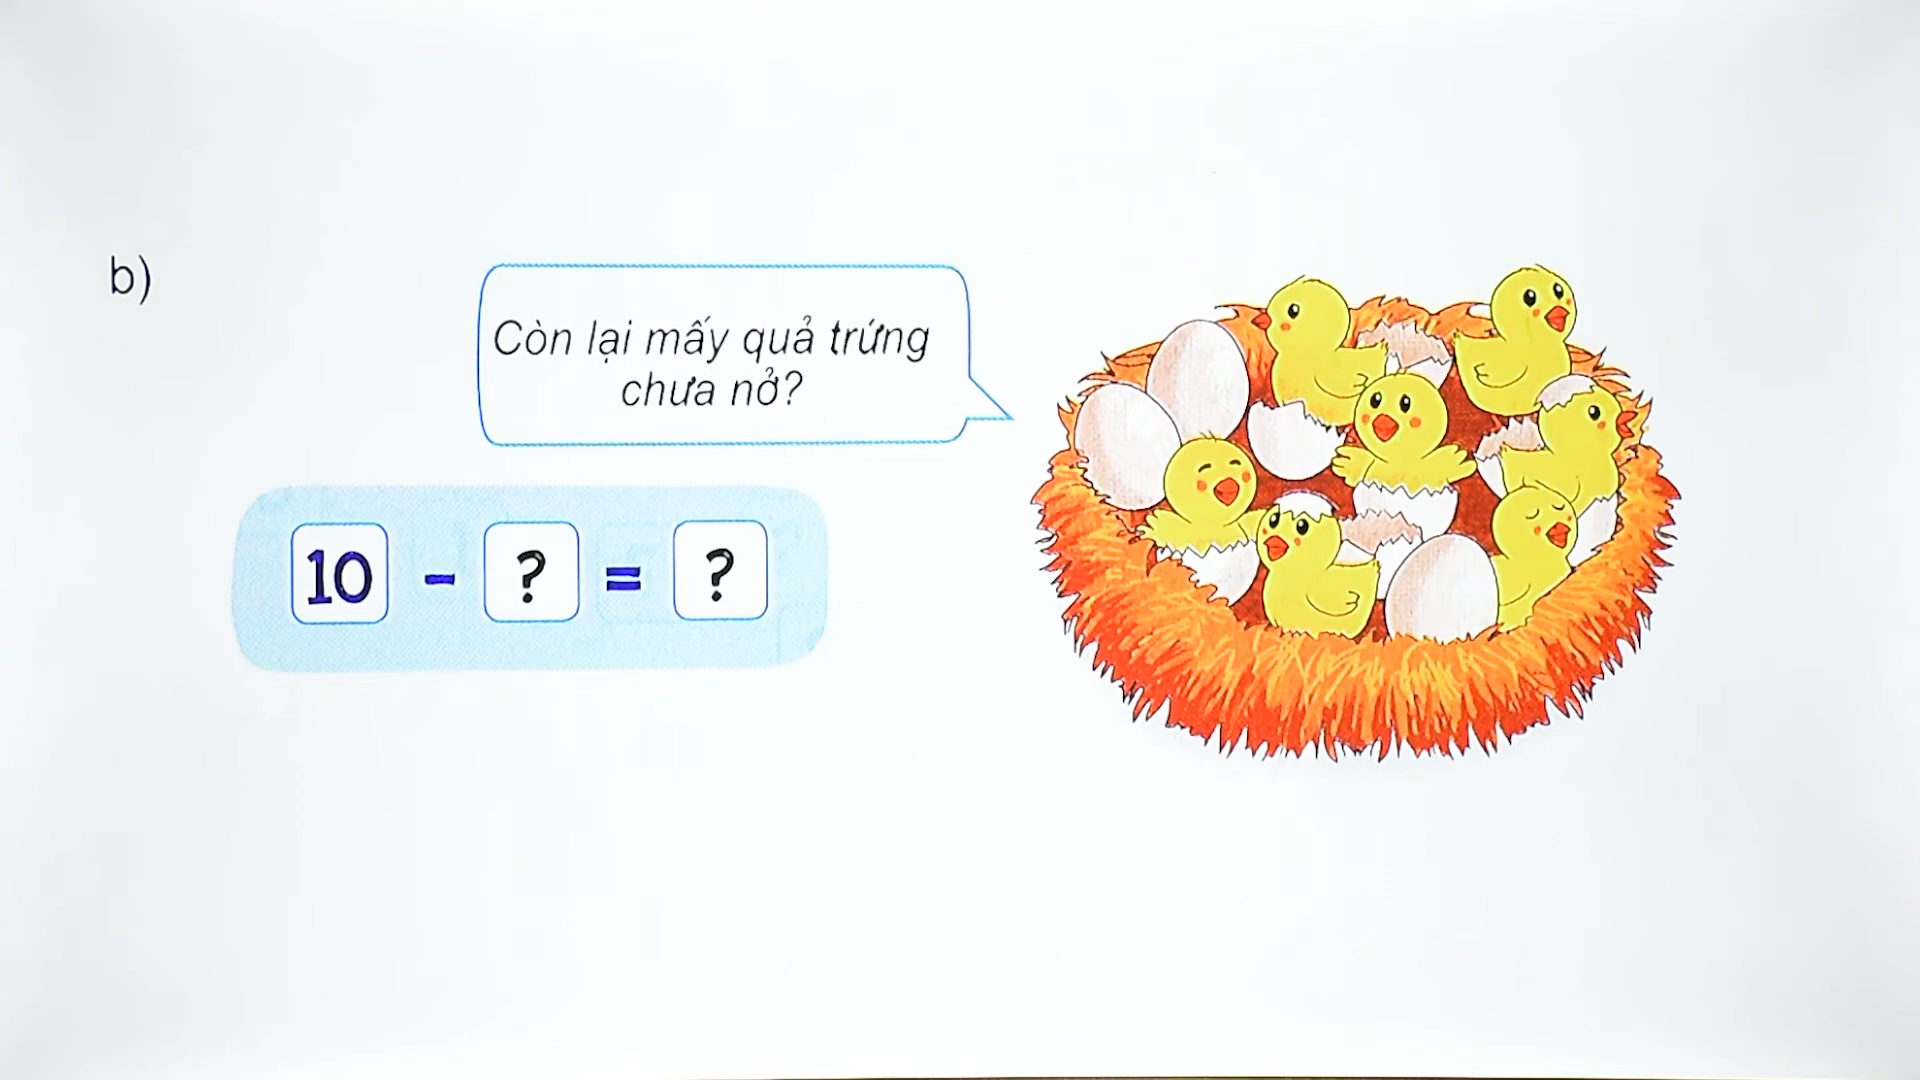 b)
Còn lại mấy quả trứng
chưa nở?
10 - ? = ?